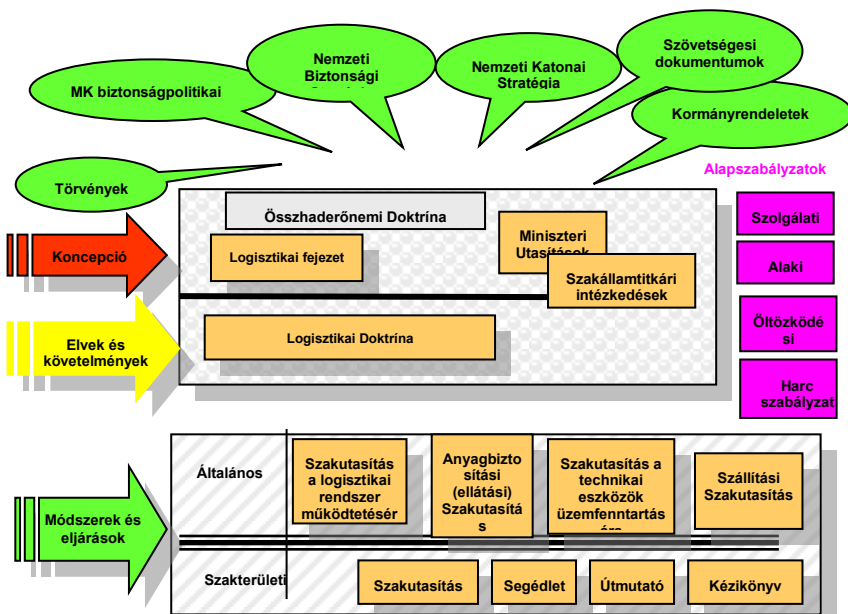 MK biztonságpolitikai
Nemzeti
Biztonsági
Nemzeti Katonai
Stratégia
Szövetségesi
dokumentumok
Kormányrendeletek
Törvények
Alapszabályzatok
Koncepció
Összhaderőnemi Doktrína
Logisztikai fejezet
Miniszteri
Utasítások
Szakállamtitkári
intézkedések
Szolgálati
Alaki
Öltözködé
si
Harc
szabályzat
Elvek és
követelmények
Logisztikai Doktrína
Módszerek és
eljárások
Általános
Szakutasítás
a logisztikai
rendszer
működtetésér
Anyagbizto
sítási
(ellátási)
Szakutasítá
s
Szakutasítás a
technikai
eszközök
üzemfenntartás
Szállítási
Szakutasítás
Szakterületi
Szakutasítás
Segédlet
Útmutató
Kézikönyv